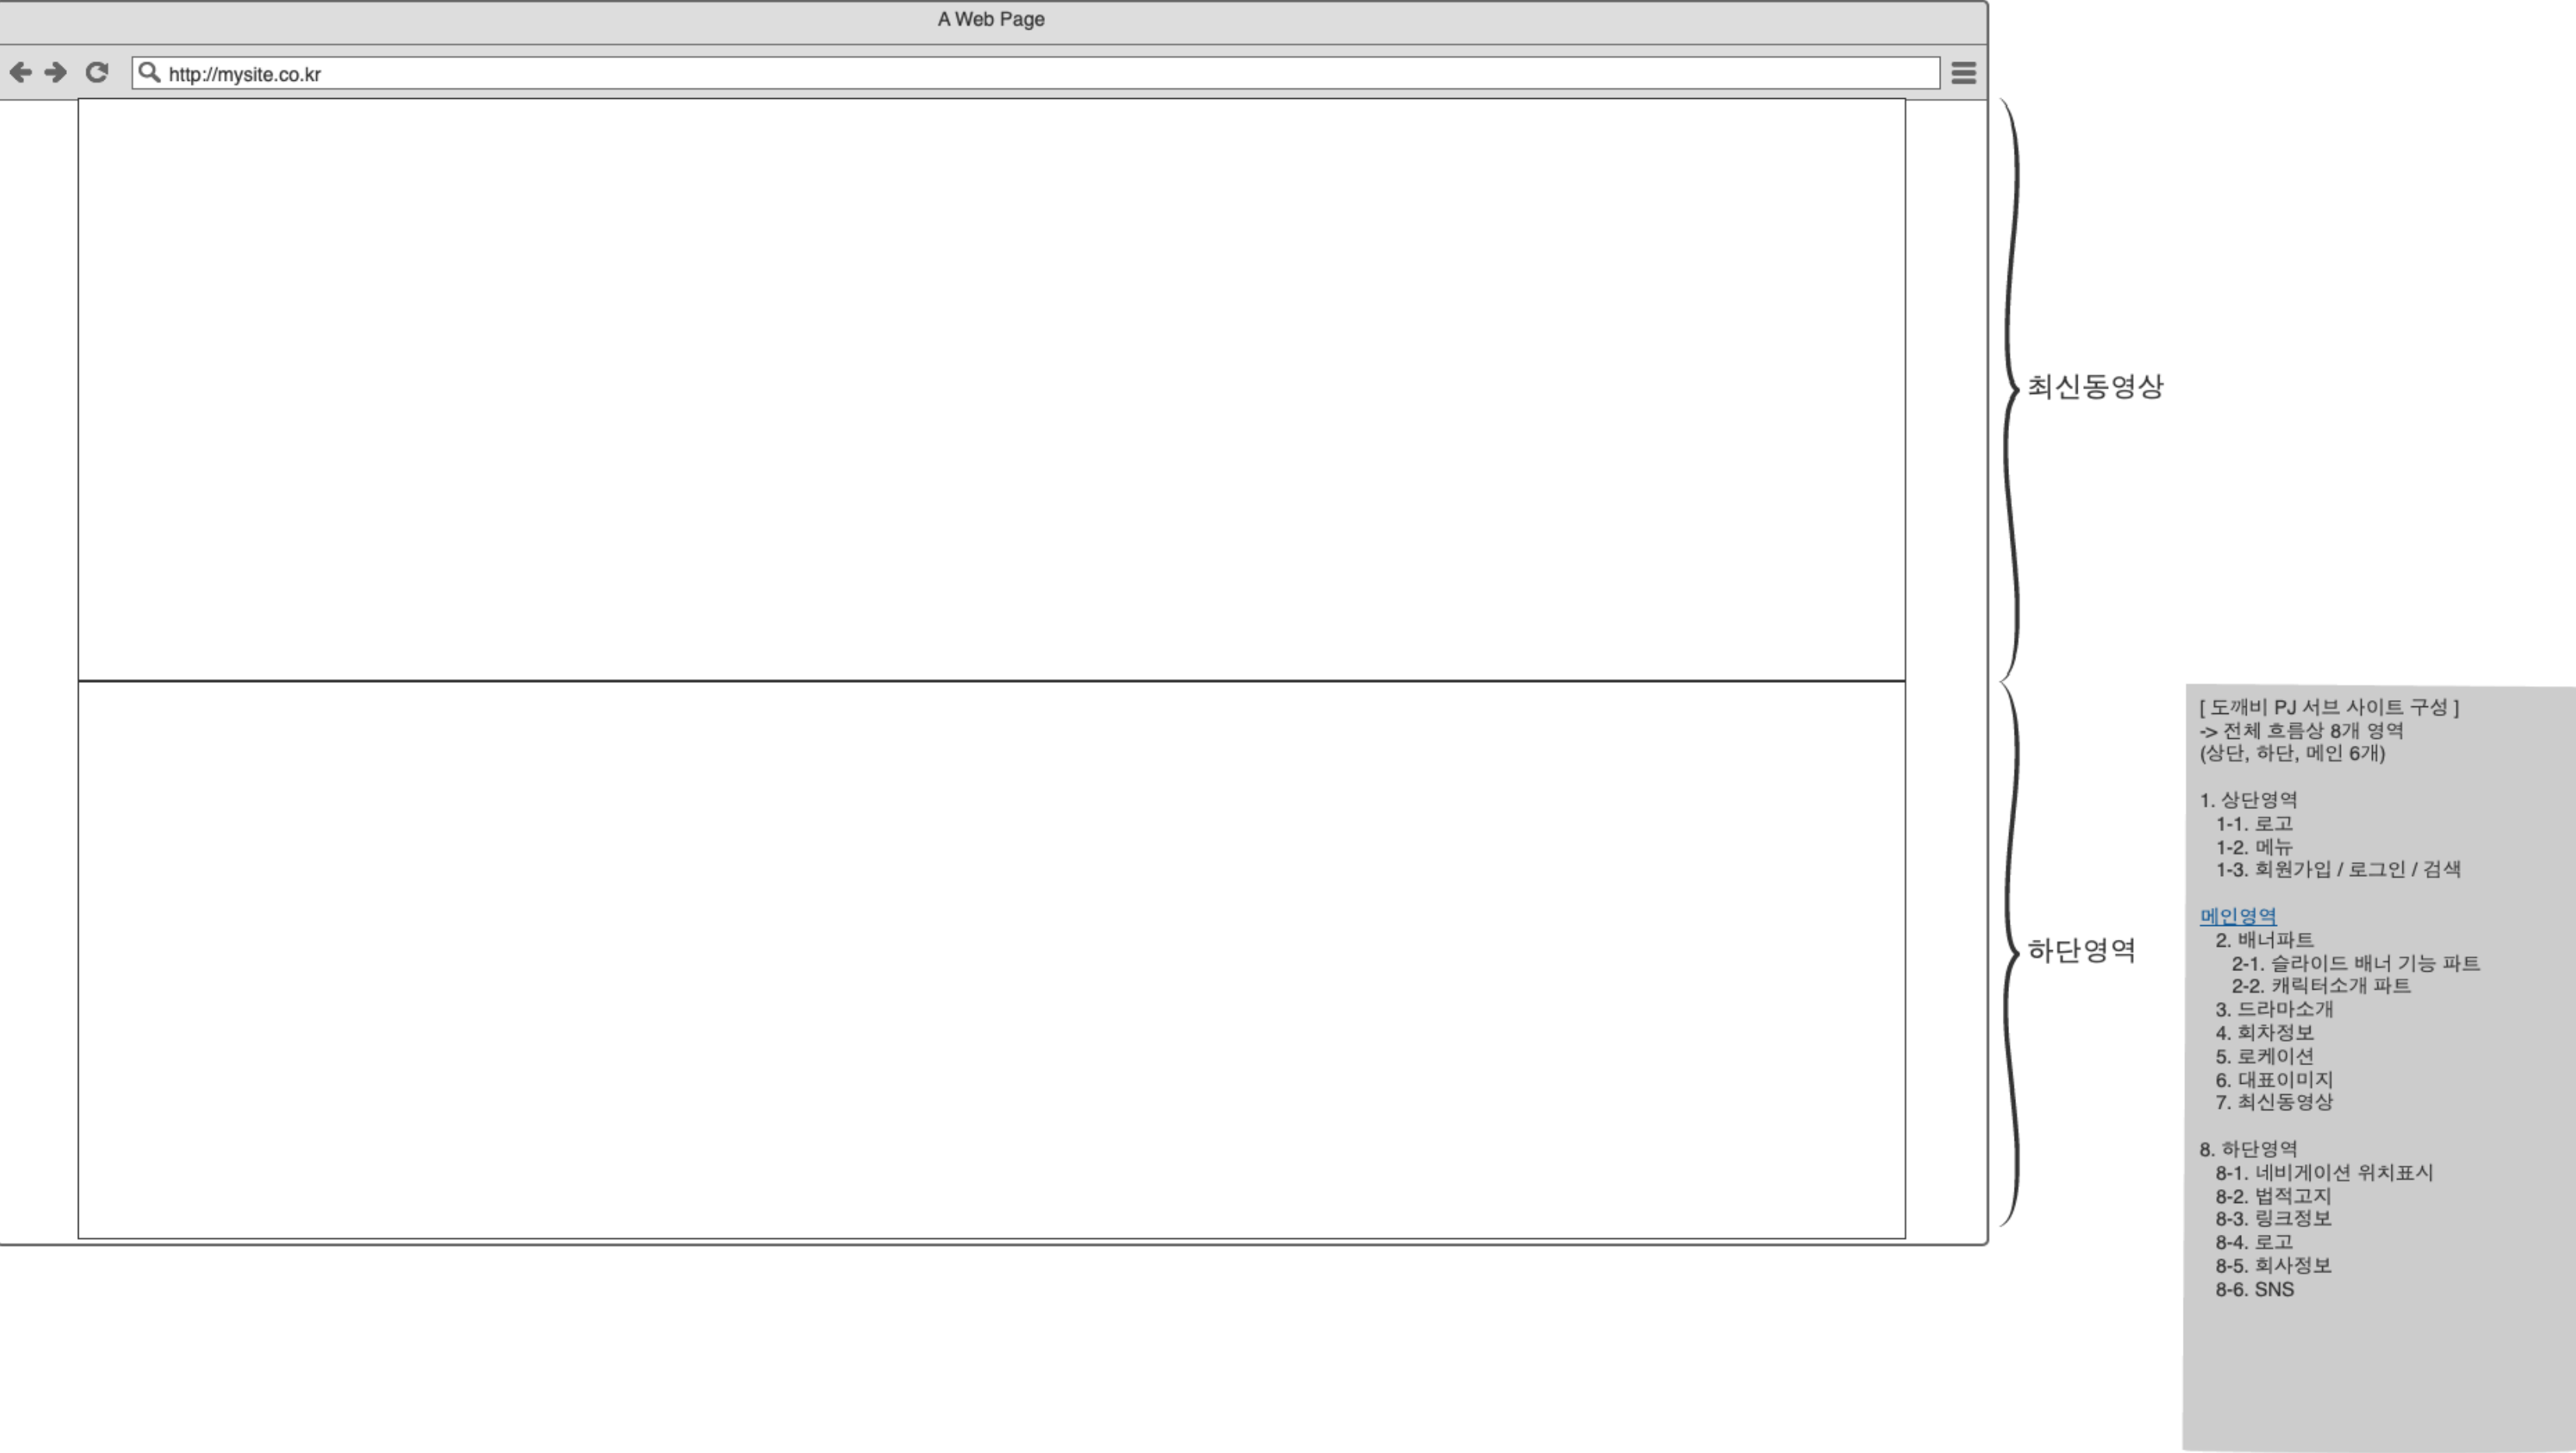 A Web Page
http://mysite.co.kr
최신동영상
하단영역
[ 도깨비 PJ 서브 사이트 구성 ]
-> 전체 흐름상 8개 영역
(상단, 하단, 메인 6개)
1. 상단영역
1-1. 로고
1-2. 메뉴
1-3. 회원가입 / 로그인 / 검색
메인영역
2. 배너파트
2-1. 슬라이드 배너 기능 파트
2-2. 캐릭터소개 파트
3. 드라마소개
4. 회차정보
5. 로케이션
6. 대표이미지
7. 최신동영상
8. 하단영역
8-1. 네비게이션 위치표시
8-2. 법적고지
8-3. 링크정보
8-4. 로고
8-5. 회사정보
8-6. SNS